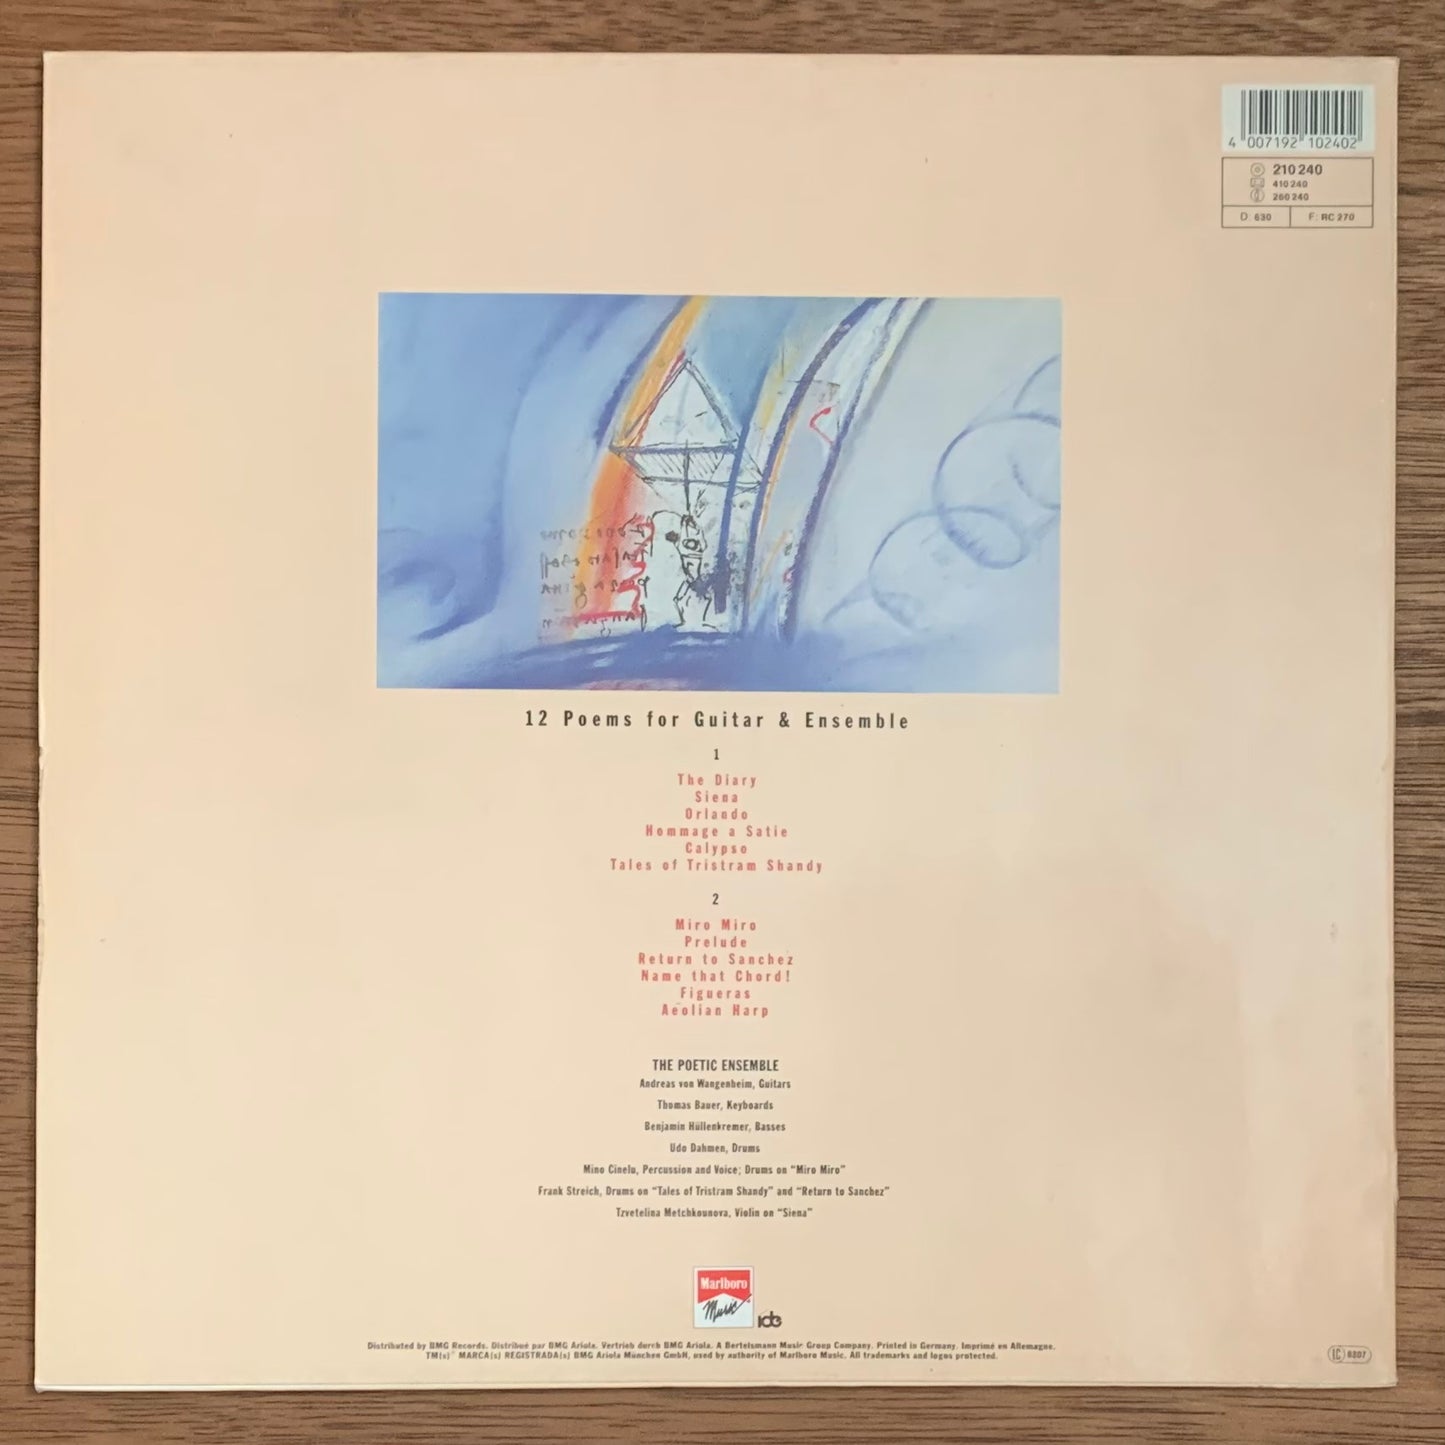 4 007192 102402
210 240
410 240
260 240
D: 630 F: RC 270
12 Poems for Guitar & Ensemble
1
The Diary
Siena
Orlando
Hommage a Satie
Calypso
Tales of Tristram Shandy
2
Miro Miro
Prelude
Return to Sanchez
Name that Chord!
Figueras
Aeolian Harp
THE POETIC ENSEMBLE
Andreas von Wangenheim, Guitars
Thomas Bauer, Keyboards
Benjamin Hüllenkremer, Basses
Udo Dahmen, Drums
Mino Cinelu, Percussion and Voice; Drums on "Miro Miro"
Frank Streich, Drums on "Tales of Tristram Shandy" and "Return to Sanchez"
Tzvetelina Metchkounova, Violin on "Siena"
Marlboro
Music
Distributed by BMG Records. Distribué par BMG Ariola. Vertrieb durch BMG Ariola. A Bertelsmann Music Group Company. Printed in Germany. Imprimé en Allemagne.
TM(s)® MARCA(s) REGISTRADA(s) BMG Ariola München GmbH, used by authority of Marlboro Music. All trademarks and logos protected.
LC 8307